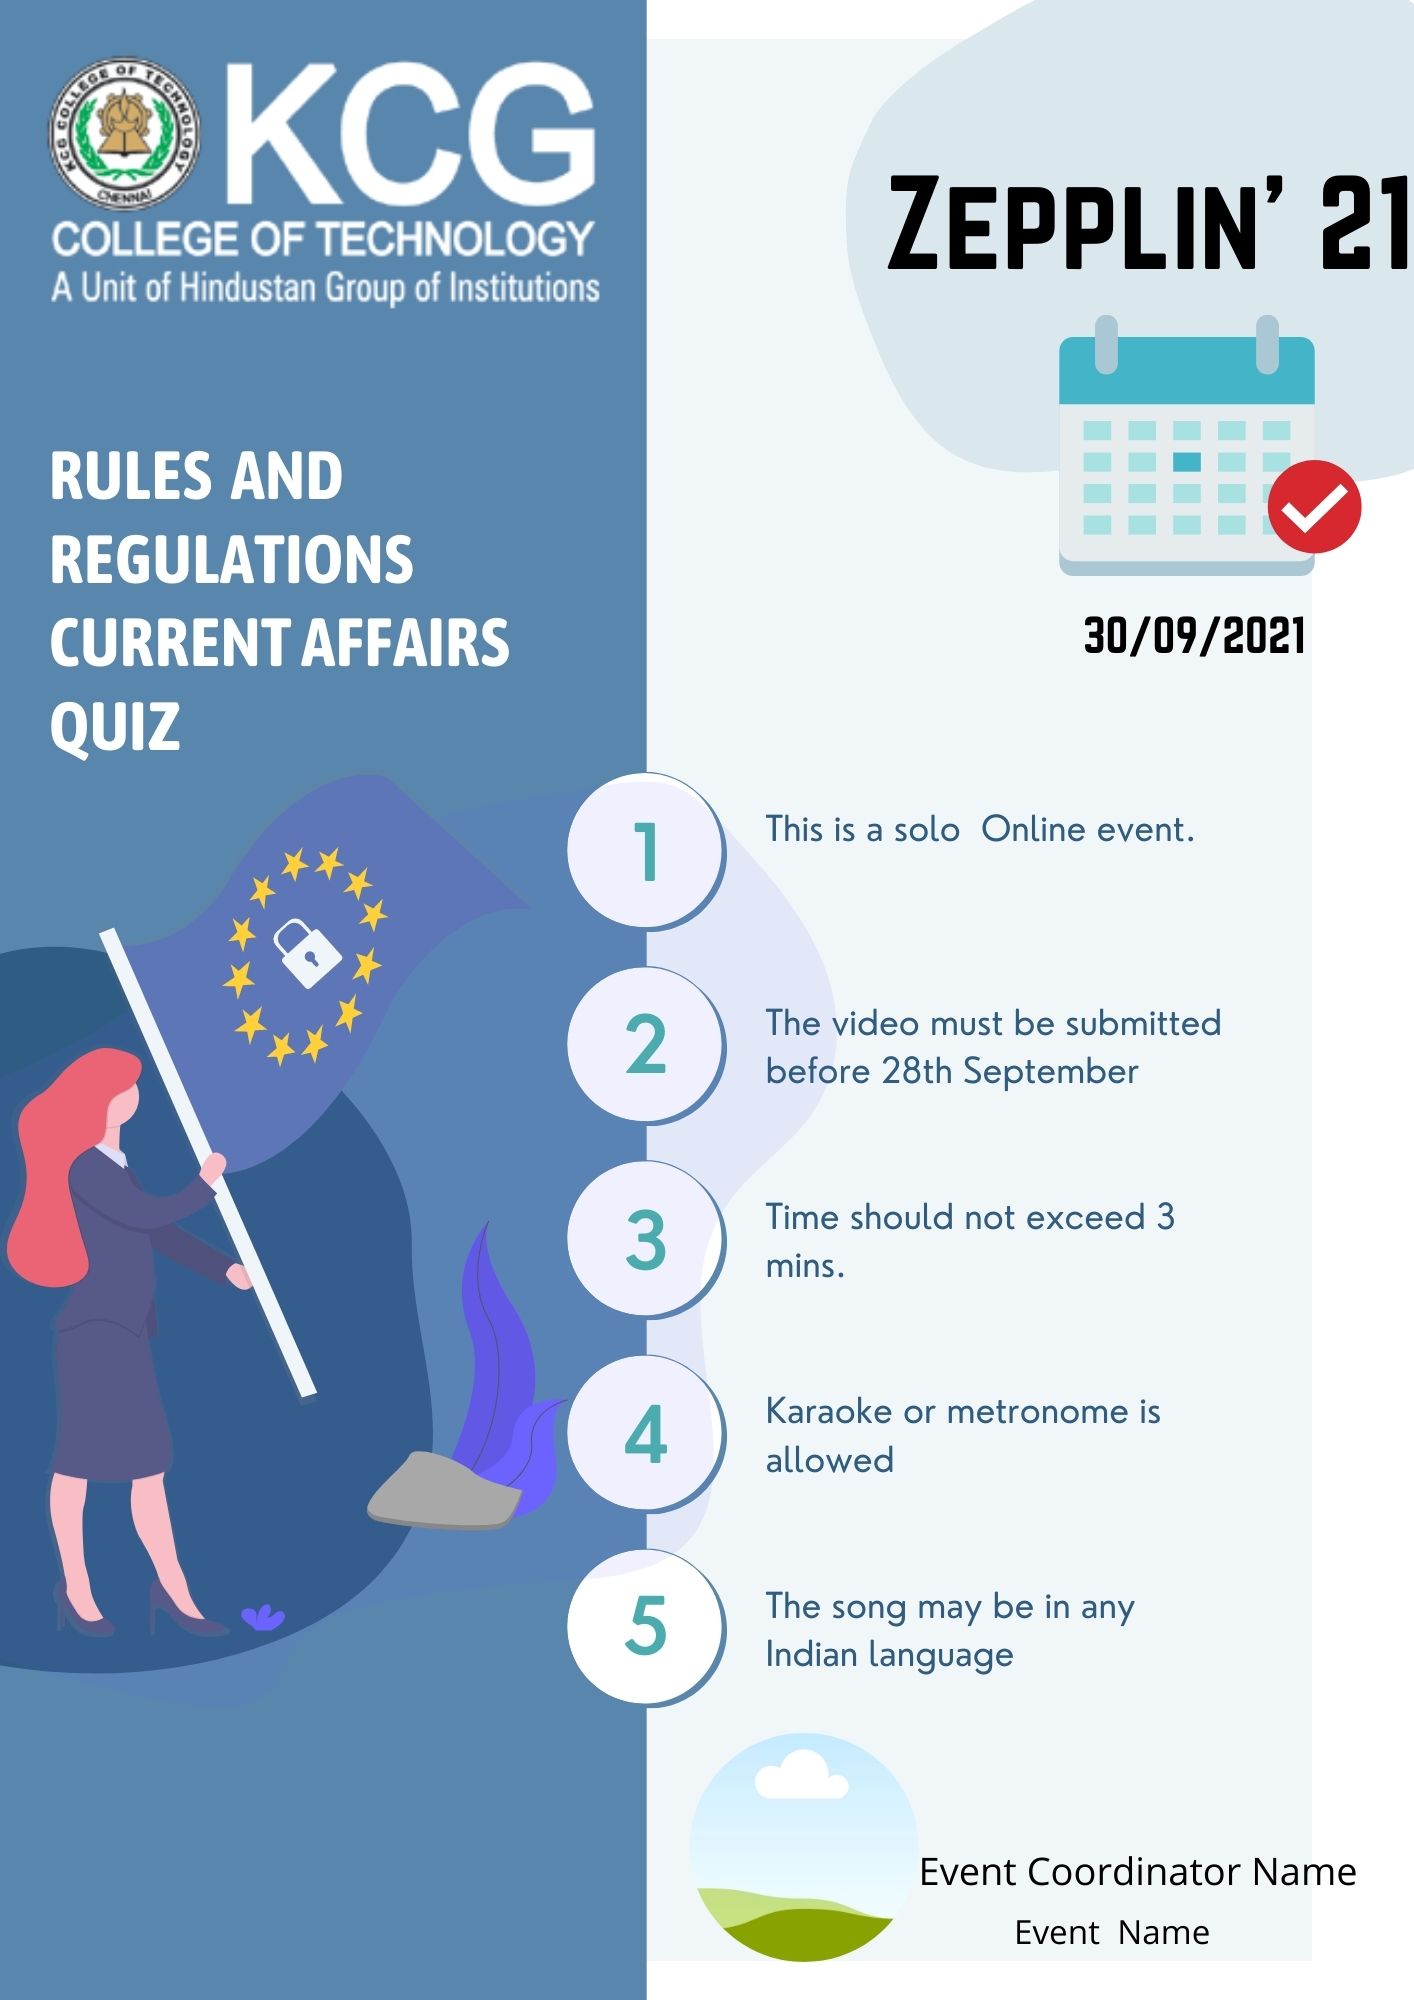 KCG COLLEGE OF TECHNOLOGY
CHENNAI
KCG
COLLEGE OF TECHNOLOGY
A Unit of Hindustan Group of Institutions
ZEPPLIN' 21
30/09/2021
RULES AND
REGULATIONS
CURRENT AFFAIRS
QUIZ
1
This is a solo  Online event.
2
The video must be submitted
before 28th September
3
Time should not exceed 3
mins.
4
Karaoke or metronome is
allowed
5
The song may be in any
Indian language
Event Coordinator Name
Event  Name